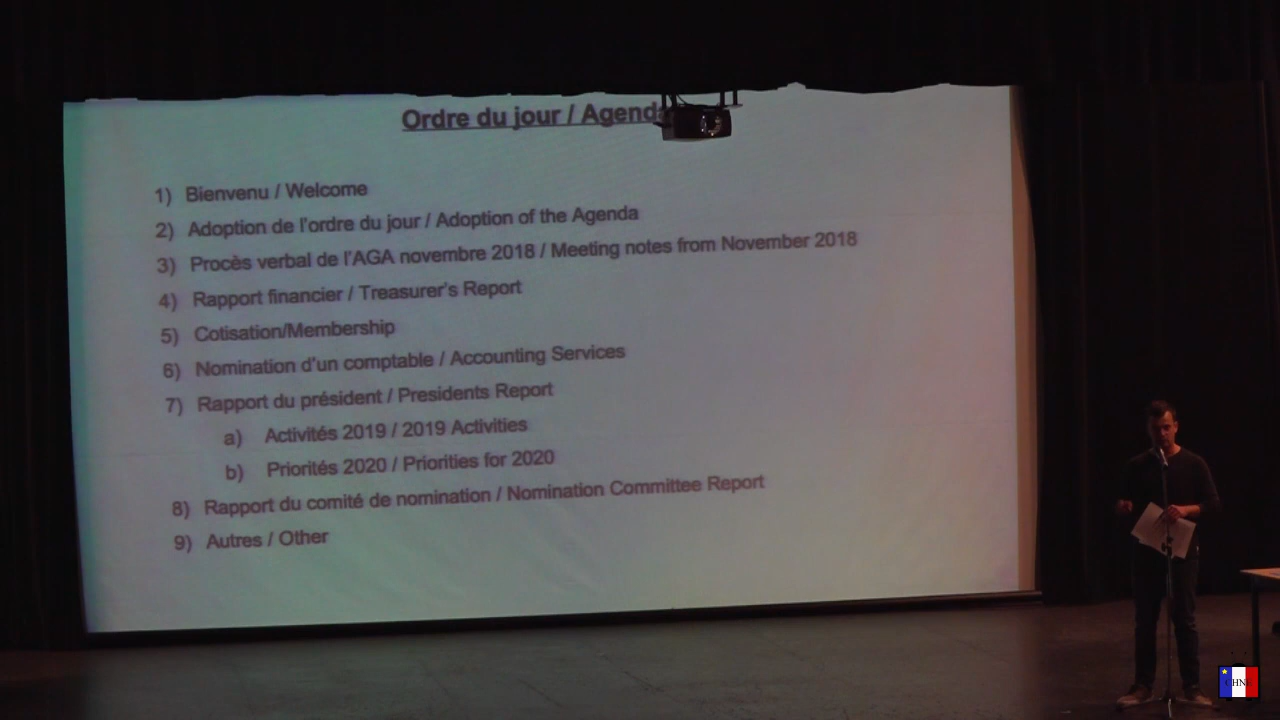 Ordre du jour / Agenda
1) Bienvenu / Welcome
2) Adoption de l'ordre du jour / Adoption of the Agenda
3) Procès verbal de l'AGA novembre 2018 / Meeting notes from November 2018
4) Rapport financier / Treasurer's Report
5) Cotisation/Membership
6) Nomination d'un comptable / Accounting Services
7) Rapport du président / Presidents Report
a) Activités 2019 / 2019 Activities
b) Priorités 2020 / Priorities for 2020
8) Rapport du comité de nomination / Nomination Committee Report
9) Autres / Other